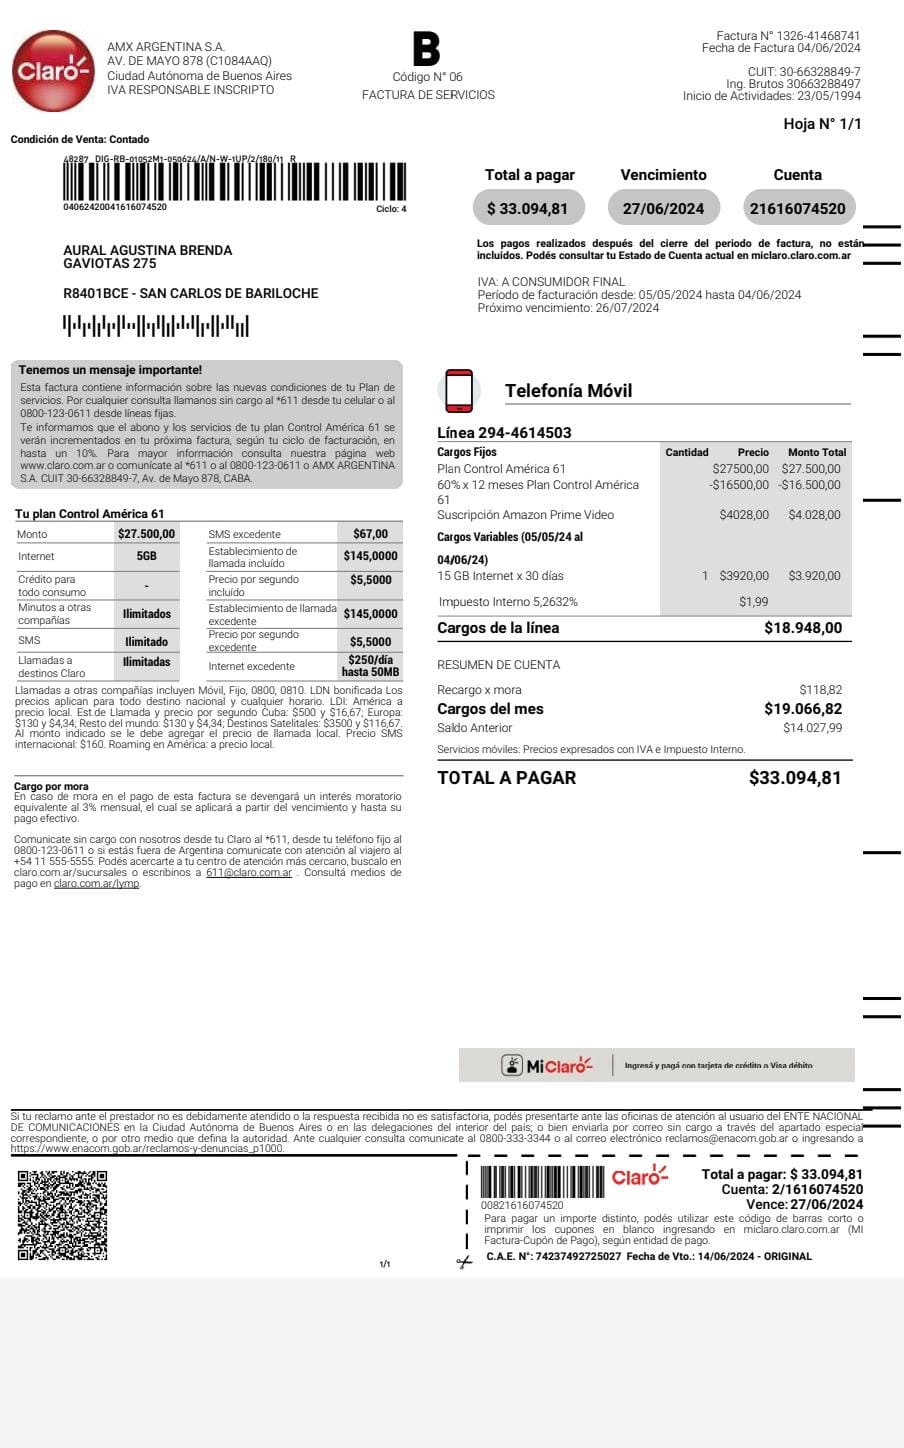 Claro
AMX ARGENTINA S.A.
AV. DE MAYO 878 (C1084AAQ)
Ciudad Autónoma de Buenos Aires
IVA RESPONSABLE INSCRIPTO
B
Código N° 06
FACTURA DE SERVICIOS
Factura N° 1326-41468741
Fecha de Factura 04/06/2024
CUIT: 30-66328849-7
Ing. Brutos 30663288497
Inicio de Actividades: 23/05/1994
Hoja N° 1/1
Condición de Venta: Contado
48287 DIG-RB-01052M1-050624/A/N-W-1UP/2/180/11 R
04062420041616074520
Ciclo: 4
AURAL AGUSTINA BRENDA
GAVIOTAS 275
R8401BCE - SAN CARLOS DE BARILOCHE
Total a pagar Vencimiento Cuenta
$ 33.094,81 27/06/2024 21616074520
Los pagos realizados después del cierre del periodo de factura, no están
incluidos. Podés consultar tu Estado de Cuenta actual en miclaro.claro.com.ar
IVA: A CONSUMIDOR FINAL
Período de facturación desde: 05/05/2024 hasta 04/06/2024
Próximo vencimiento: 26/07/2024
Tenemos un mensaje importante!
Esta factura contiene información sobre las nuevas condiciones de tu Plan de
servicios. Por cualquier consulta llamanos sin cargo al *611 desde tu celular o al
0800-123-0611 desde líneas fijas.
Te informamos que el abono y los servicios de tu plan Control América 61 se
verán incrementados en tu próxima factura, según tu ciclo de facturación, en
hasta un 10%. Para mayor información consulta nuestra página web
www.claro.com.ar o comunícate al *611 o al 0800-123-0611 o AMX ARGENTINA
S.A. CUIT 30-66328849-7, Av. de Mayo 878, CABA.
Tu plan Control América 61
Monto $27.500,00 SMS excedente $67,00
Internet 5GB Establecimiento de
llamada incluído $145,0000
Crédito para
todo consumo - Precio por segundo
incluído $5,5000
Minutos a otras
compañías Ilimitados Establecimiento de llamada
excedente $145,0000
SMS Ilimitado Precio por segundo
excedente $5,5000
Llamadas a
destinos Claro Ilimitadas Internet excedente $250/día
hasta 50MB
Llamadas a otras compañías incluyen Móvil, Fijo, 0800, 0810. LDN bonificada Los
precios aplican para todo destino nacional y cualquier horario. LDI: América a
precio local. Est.de Llamada y precio por segundo Cuba: $500 y $16,67; Europa:
$130 y $4,34; Resto del mundo: $130 y $4,34; Destinos Satelitales: $3500 y $116,67.
Al monto indicado se le debe agregar el precio de llamada local. Precio SMS
internacional: $160. Roaming en América: a precio local.
Cargo por mora
En caso de mora en el pago de esta factura se devengará un interés moratorio
equivalente al 3% mensual, el cual se aplicará a partir del vencimiento y hasta su
pago efectivo.
Comunicate sin cargo con nosotros desde tu Claro al *611, desde tu teléfono fijo al
0800-123-0611 o si estás fuera de Argentina comunicate con atención al viajero al
+54 11 555-5555. Podés acercarte a tu centro de atención más cercano, buscalo en
claro.com.ar/sucursales o escribinos a 611@claro.com.ar . Consultá medios de
pago en claro.com.ar/lymp.
Telefonía Móvil
Línea 294-4614503
Cargos Fijos Cantidad Precio Monto Total
Plan Control América 61 $27500,00 $27.500,00
60% x 12 meses Plan Control América -$16500,00 -$16.500,00
61
Suscripción Amazon Prime Video $4028,00 $4.028,00
Cargos Variables (05/05/24 al
04/06/24)
15 GB Internet x 30 días 1 $3920,00 $3.920,00
Impuesto Interno 5,2632% $1,99
Cargos de la línea $18.948,00
RESUMEN DE CUENTA
Recargo x mora $118,82
Cargos del mes $19.066,82
Saldo Anterior $14.027,99
Servicios móviles: Precios expresados con IVA e Impuesto Interno.
TOTAL A PAGAR $33.094,81
MiClaro Ingresá y pagá con tarjeta de crédito o Visa débito
Si tu reclamo ante el prestador no es debidamente atendido o la respuesta recibida no es satisfactoria, podés presentarte ante las oficinas de atención al usuario del ENTE NACIONAL
DE COMUNICACIONES en la Ciudad Autónoma de Buenos Aires o en las delegaciones del interior del país; o bien enviarla por correo sin cargo a través del apartado especial
correspondiente, o por otro medio que defina la autoridad. Ante cualquier consulta comunicate al 0800-333-3344 o al correo electrónico reclamos@enacom.gob.ar o ingresando a
https://www.enacom.gob.ar/reclamos-y-denuncias_p1000.
00821616074520
Claro
Total a pagar: $ 33.094,81
Cuenta: 2/1616074520
Vence: 27/06/2024
Para pagar un importe distinto, podés utilizar este código de barras corto o
imprimir los cupones en blanco ingresando en miclaro.claro.com.ar (MI
Factura-Cupón de Pago), según entidad de pago.
C.A.E. N°: 74237492725027 Fecha de Vto.: 14/06/2024 - ORIGINAL
1/1